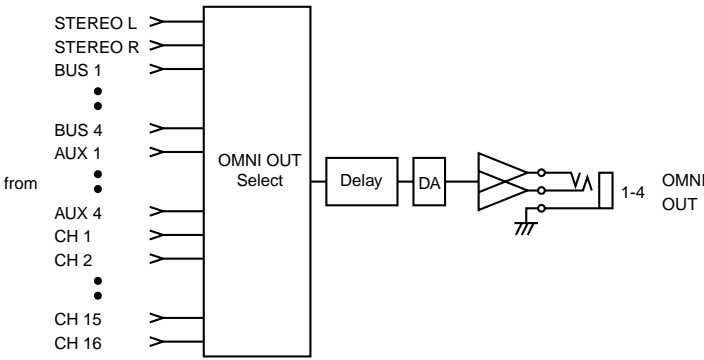 STEREO L
STEREO R
BUS 1
BUS 4
AUX 1
from
AUX 4
CH 1
CH 2
CH 15
CH 16
OMNI OUT
Select
Delay
DA
1-4
OMNI
OUT